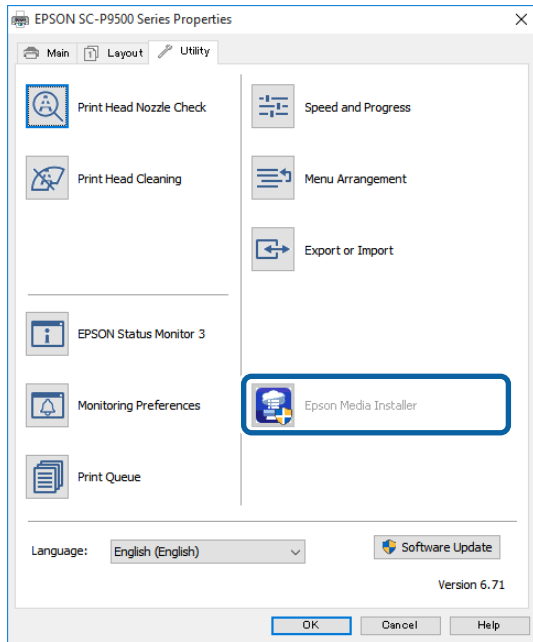 EPSON SC-P9500 Series Properties
Main
Layout
Utility
Print Head Nozzle Check
Speed and Progress
Print Head Cleaning
Menu Arrangement
Export or Import
EPSON Status Monitor 3
Monitoring Preferences
Epson Media Installer
Print Queue
Language:
English (English)
Software Update
Version 6.71
OK
Cancel
Help